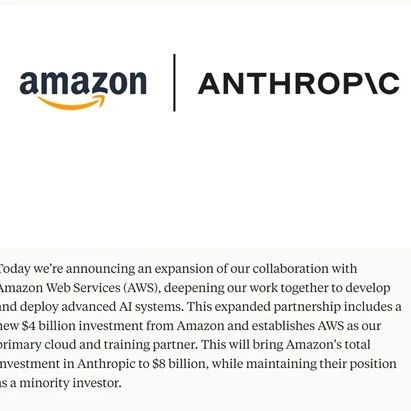 amazon | ANTHROP\C
Today we're announcing an expansion of our collaboration with
Amazon Web Services (AWS), deepening our work together to develop
and deploy advanced AI systems. This expanded partnership includes a
new $4 billion investment from Amazon and establishes AWS as our
primary cloud and training partner. This will bring Amazon's total
investment in Anthropic to $8 billion, while maintaining their position
as a minority investor.